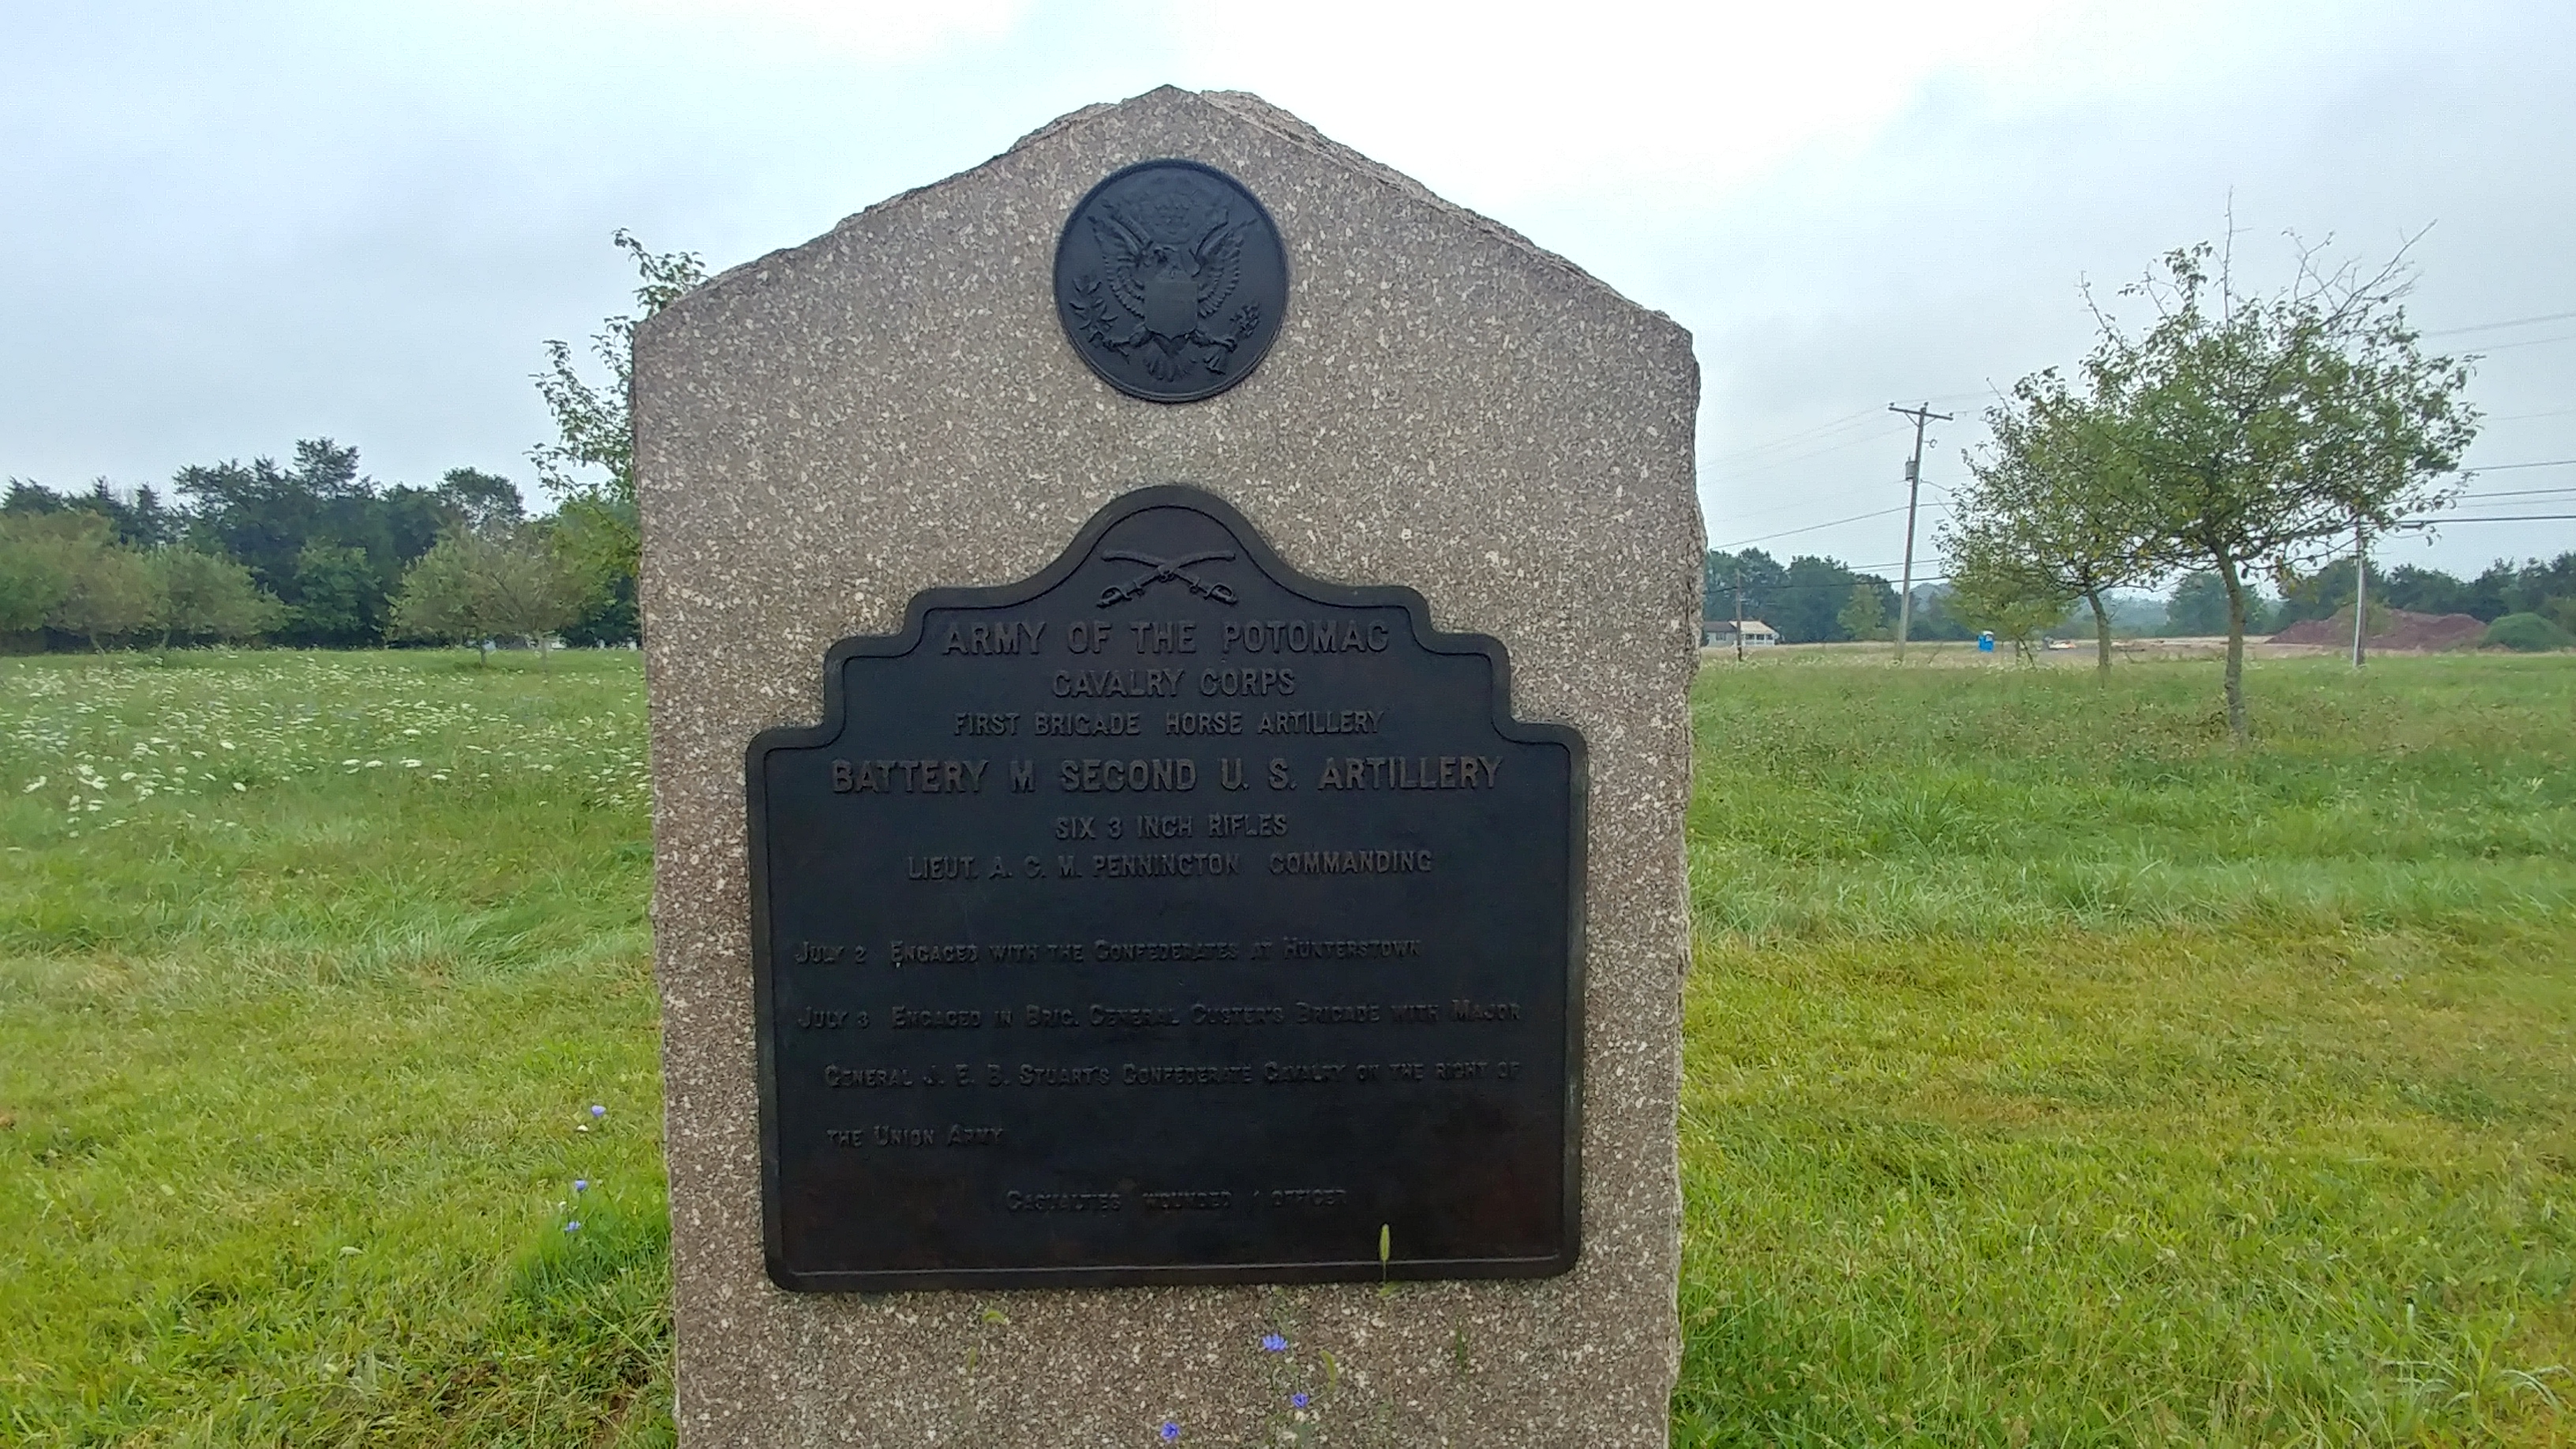 ARMY OF THE POTOMAC
CAVALRY CORPS
FIRST BRIGADE HORSE ARTILLERY
BATTERY M SECOND U. S. ARTILLERY
SIX 3 INCH RIFLES
LIEUT. A. C. M. PENNINGTON COMMANDING
JULY 2 ENGAGED WITH THE CONFEDERATES AT HUNTERSTOWN
JULY 3 ENGAGED IN BRIG. GENERAL CUSTER'S BRIGADE WITH MAJOR
GENERAL J. E. B. STUART'S CONFEDERATE CAVALRY ON THE RIGHT OF
THE UNION ARMY
CASUALTIES WOUNDED 1 OFFICER